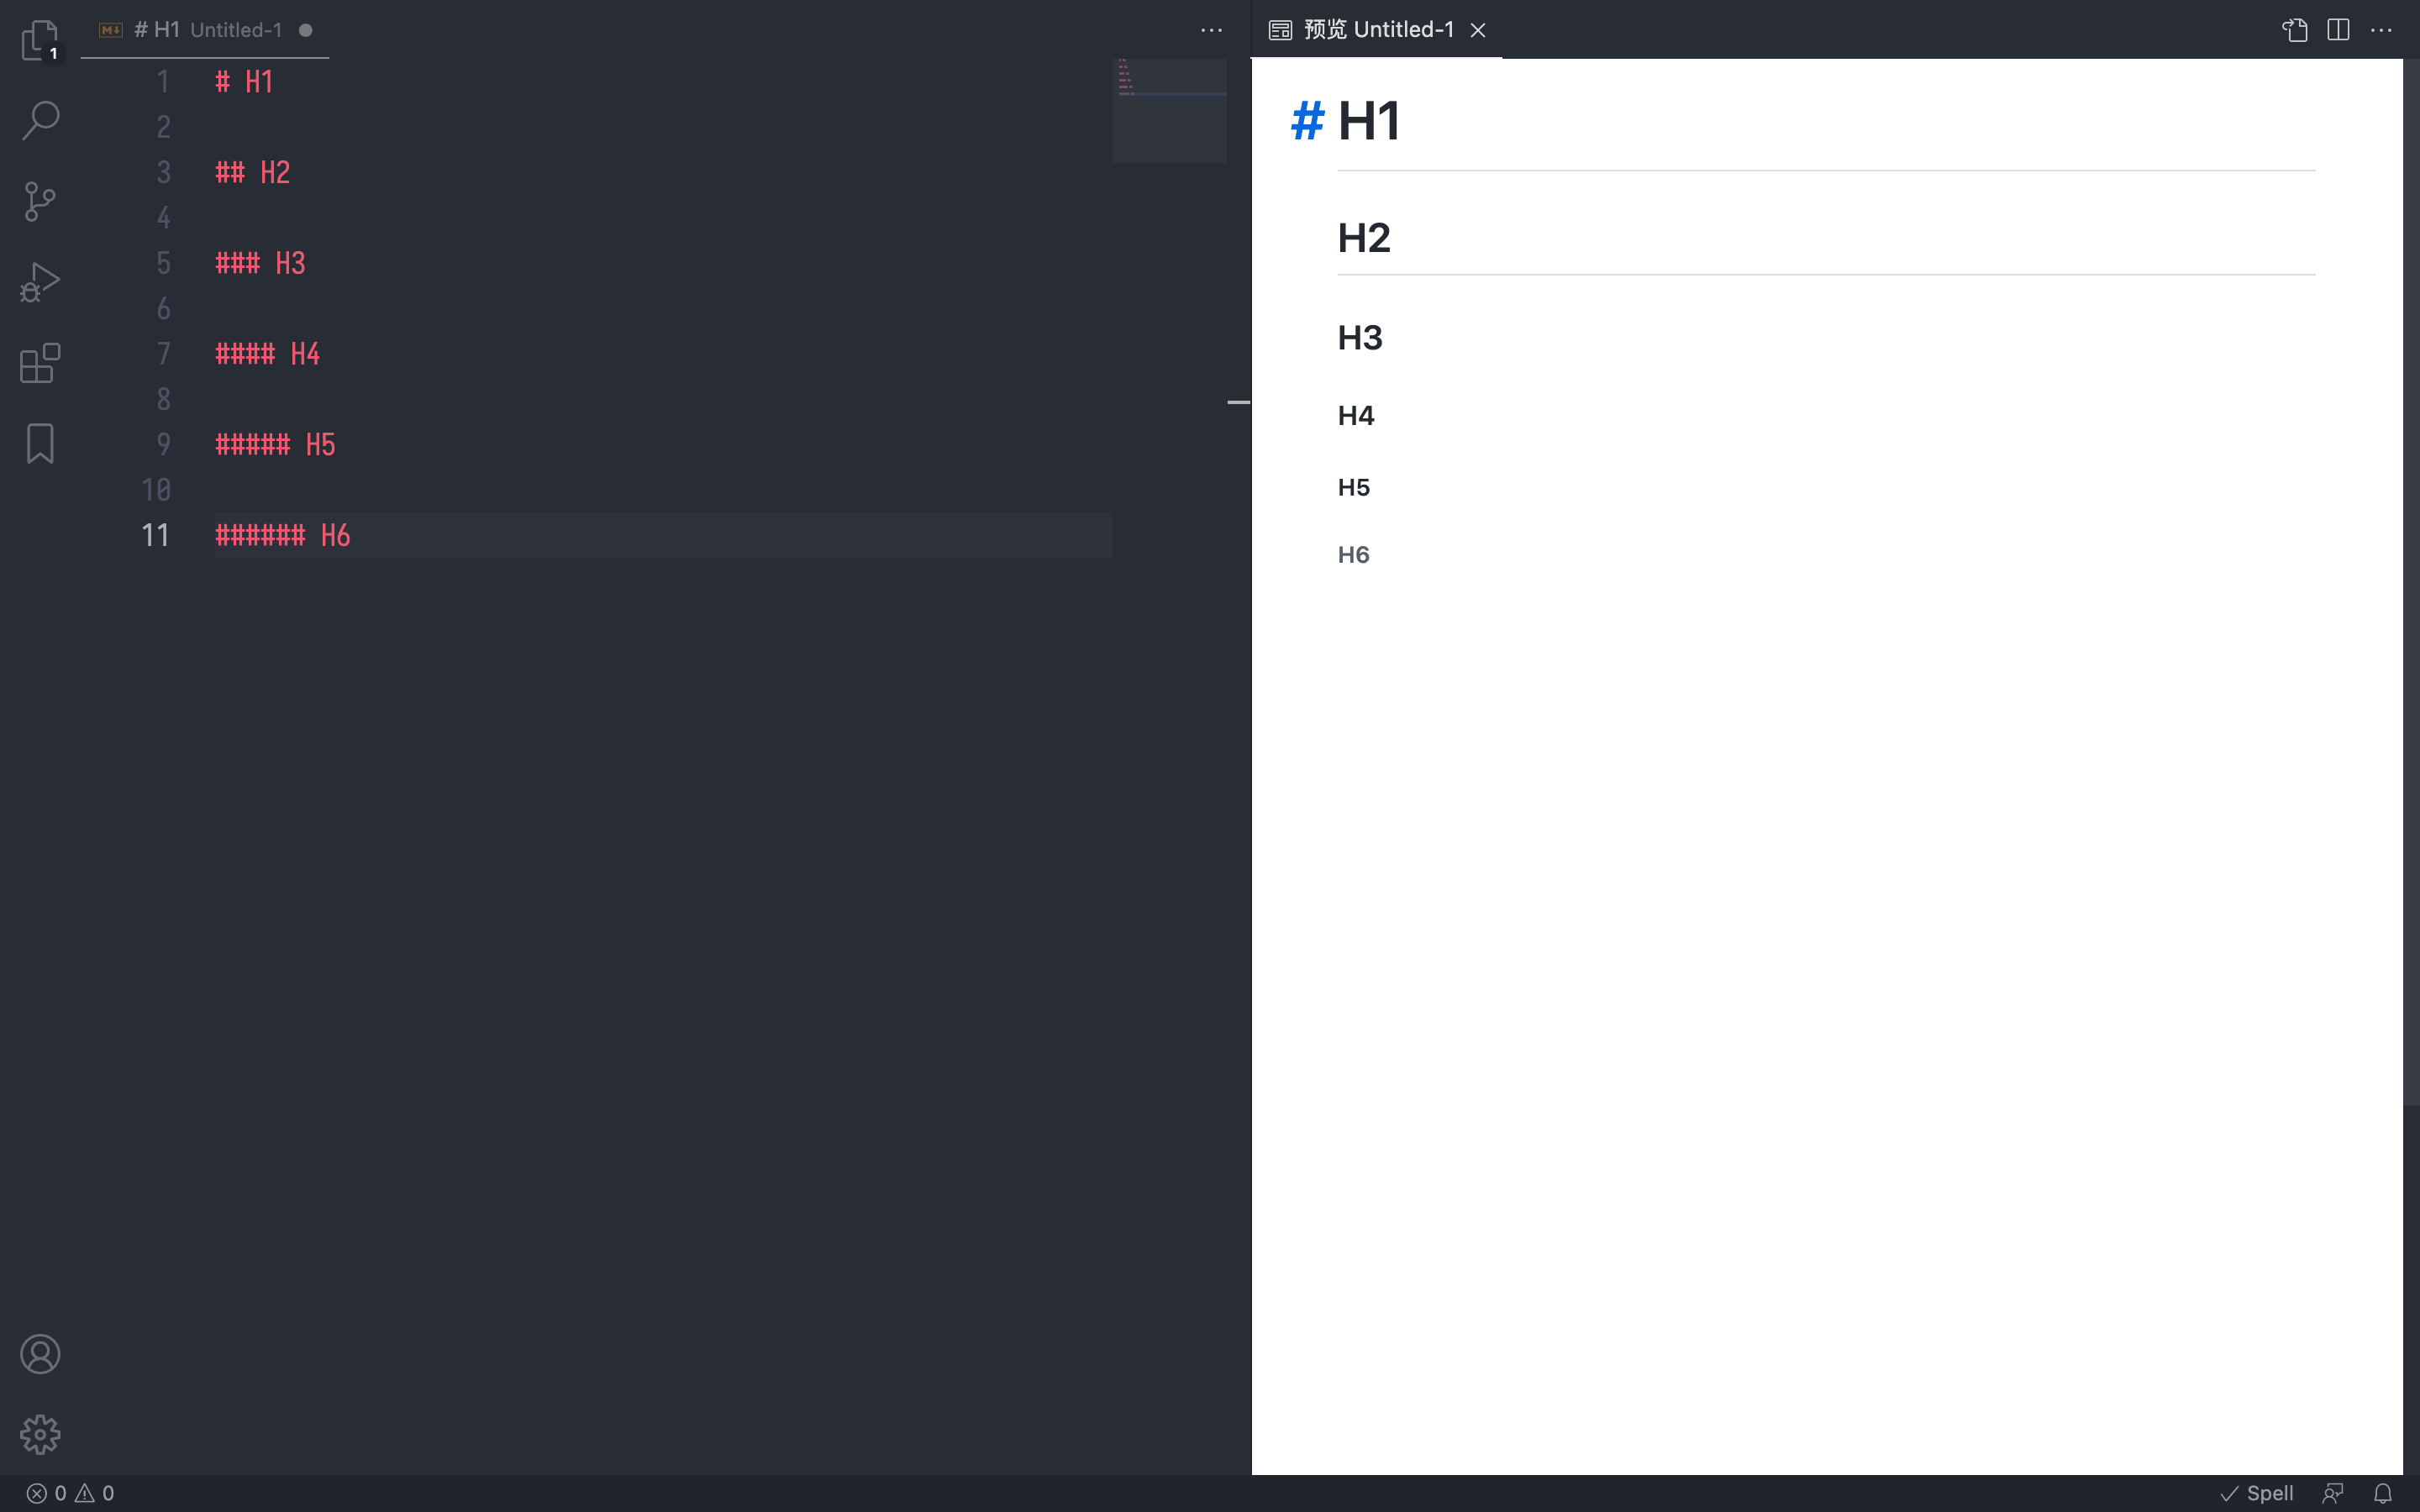 1
# H1 Untitled-1
1 # H1
2
3 ## H2
4
5 ### H3
6
7 #### H4
8
9 ##### H5
10
11 ###### H6
预览 Untitled-1
# H1
H2
H3
H4
H5
H6
0 0
Spell